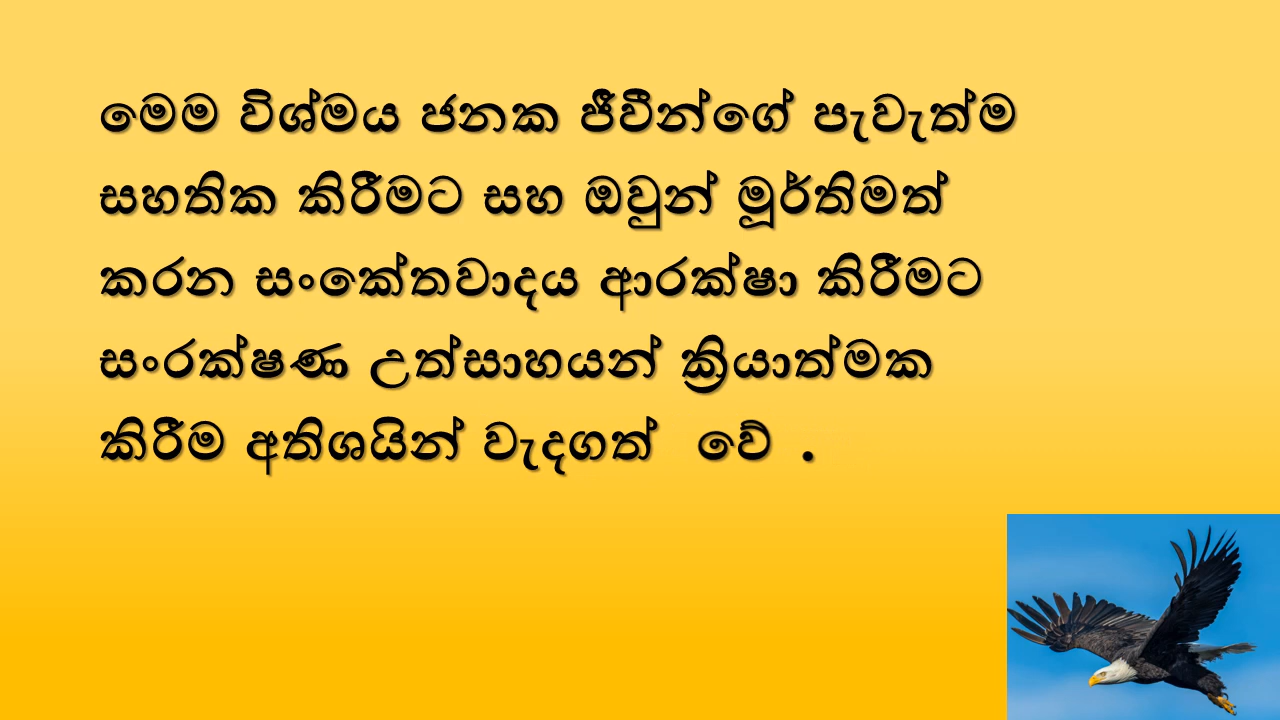 මෙම විශ්මය ජනක ජීවීන්ගේ පැවැත්ම
සහතික කිරීමට සහ ඔවුන් මූර්තිමත්
කරන සංකේතවාදය ආරක්ෂා කිරීමට
සංරක්ෂණ උත්සාහයන් ක්‍රියාත්මක
කිරීම අතිශයින් වැදගත් වේ .